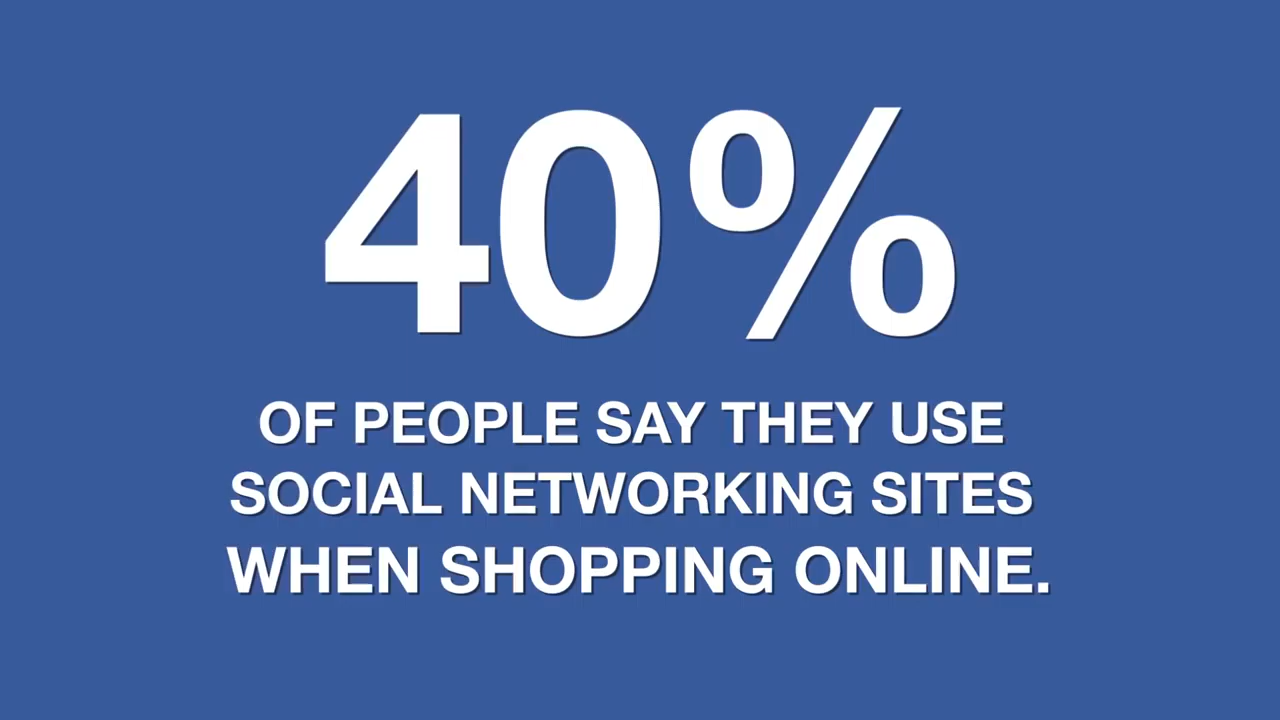 40%
OF PEOPLE SAY THEY USE
SOCIAL NETWORKING SITES
WHEN SHOPPING ONLINE.